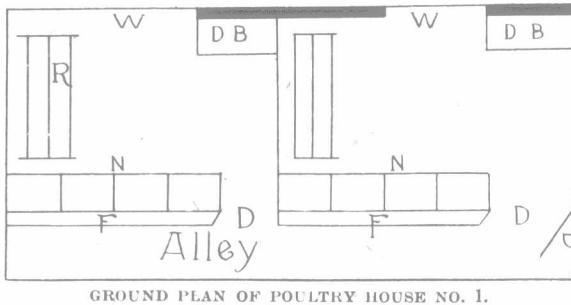 W W
D B D B
R
N N
F D F D D
Alley
GROUND PLAN OF POULTRY HOUSE NO. 1.